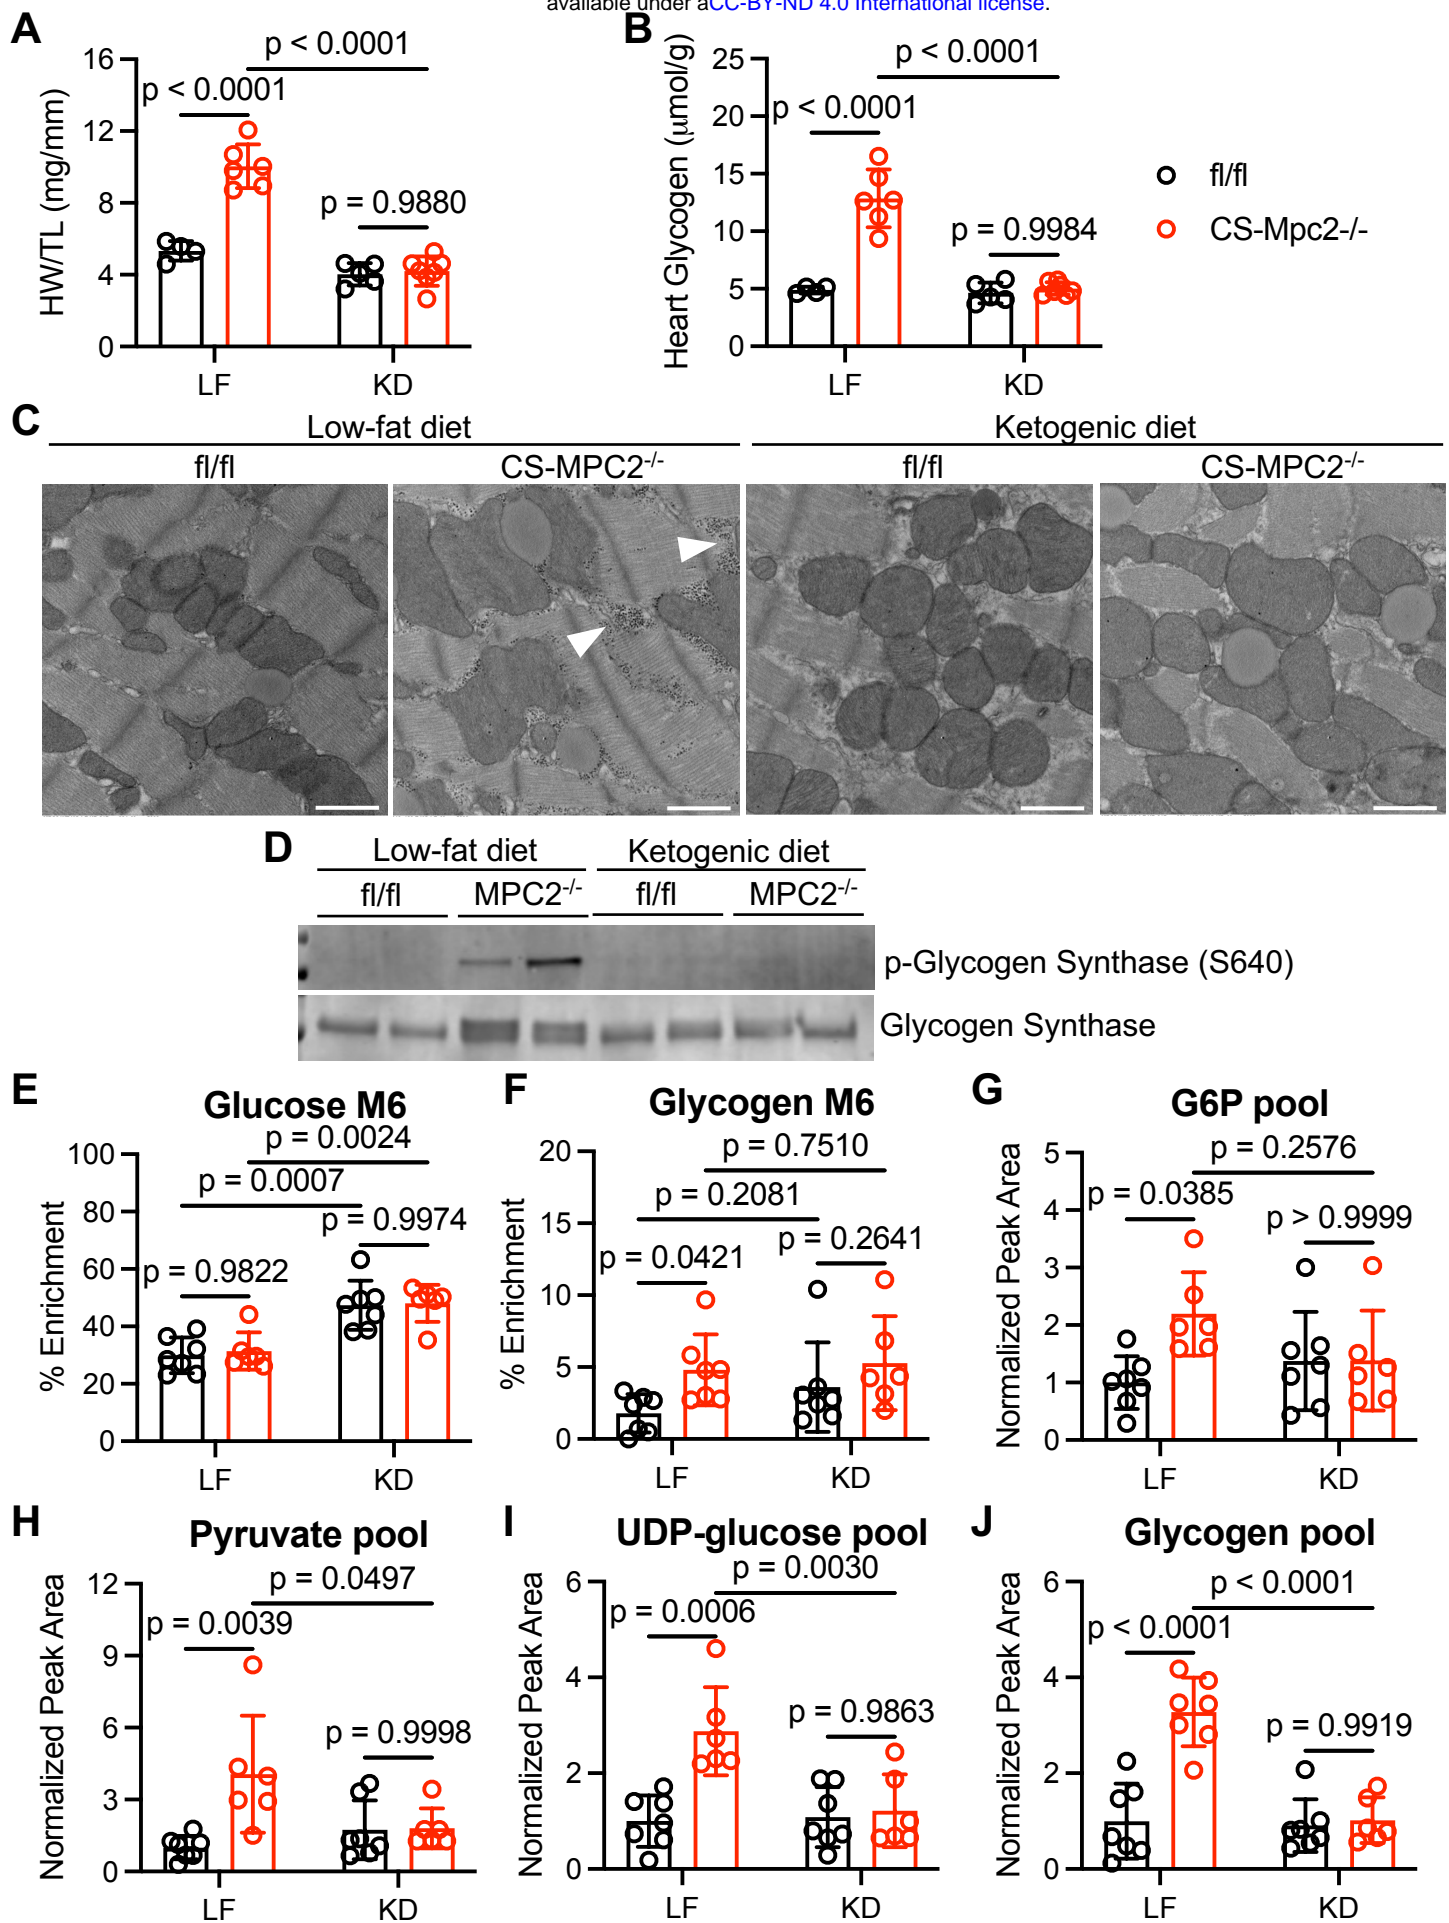 available under aCC-BY-ND 4.0 International license.
A
HW/TL (mg/mm)
16
12
8
4
0
p < 0.0001
p < 0.0001
p = 0.9880
LF
KD
B
Heart Glycogen (μmol/g)
25
20
15
10
5
0
p < 0.0001
p < 0.0001
p = 0.9984
LF
KD
fl/fl
CS-Mpc2-/-
C
Low-fat diet
Ketogenic diet
fl/fl
CS-MPC2-/-
fl/fl
CS-MPC2-/-
D
Low-fat diet
Ketogenic diet
fl/fl
MPC2-/-
fl/fl
MPC2-/-
p-Glycogen Synthase (S640)
Glycogen Synthase
E
Glucose M6
% Enrichment
100
80
60
40
20
0
p = 0.0024
p = 0.0007
p = 0.9974
p = 0.9822
LF
KD
F
Glycogen M6
% Enrichment
20
15
10
5
0
p = 0.7510
p = 0.2081
p = 0.2641
p = 0.0421
LF
KD
G
G6P pool
Normalized Peak Area
5
4
3
2
1
0
p = 0.2576
p = 0.0385
p > 0.9999
LF
KD
H
Pyruvate pool
Normalized Peak Area
12
9
6
3
0
p = 0.0497
p = 0.0039
p = 0.9998
LF
KD
I
UDP-glucose pool
Normalized Peak Area
6
4
2
0
p = 0.0030
p = 0.0006
p = 0.9863
LF
KD
J
Glycogen pool
Normalized Peak Area
6
4
2
0
p < 0.0001
p < 0.0001
p = 0.9919
LF
KD